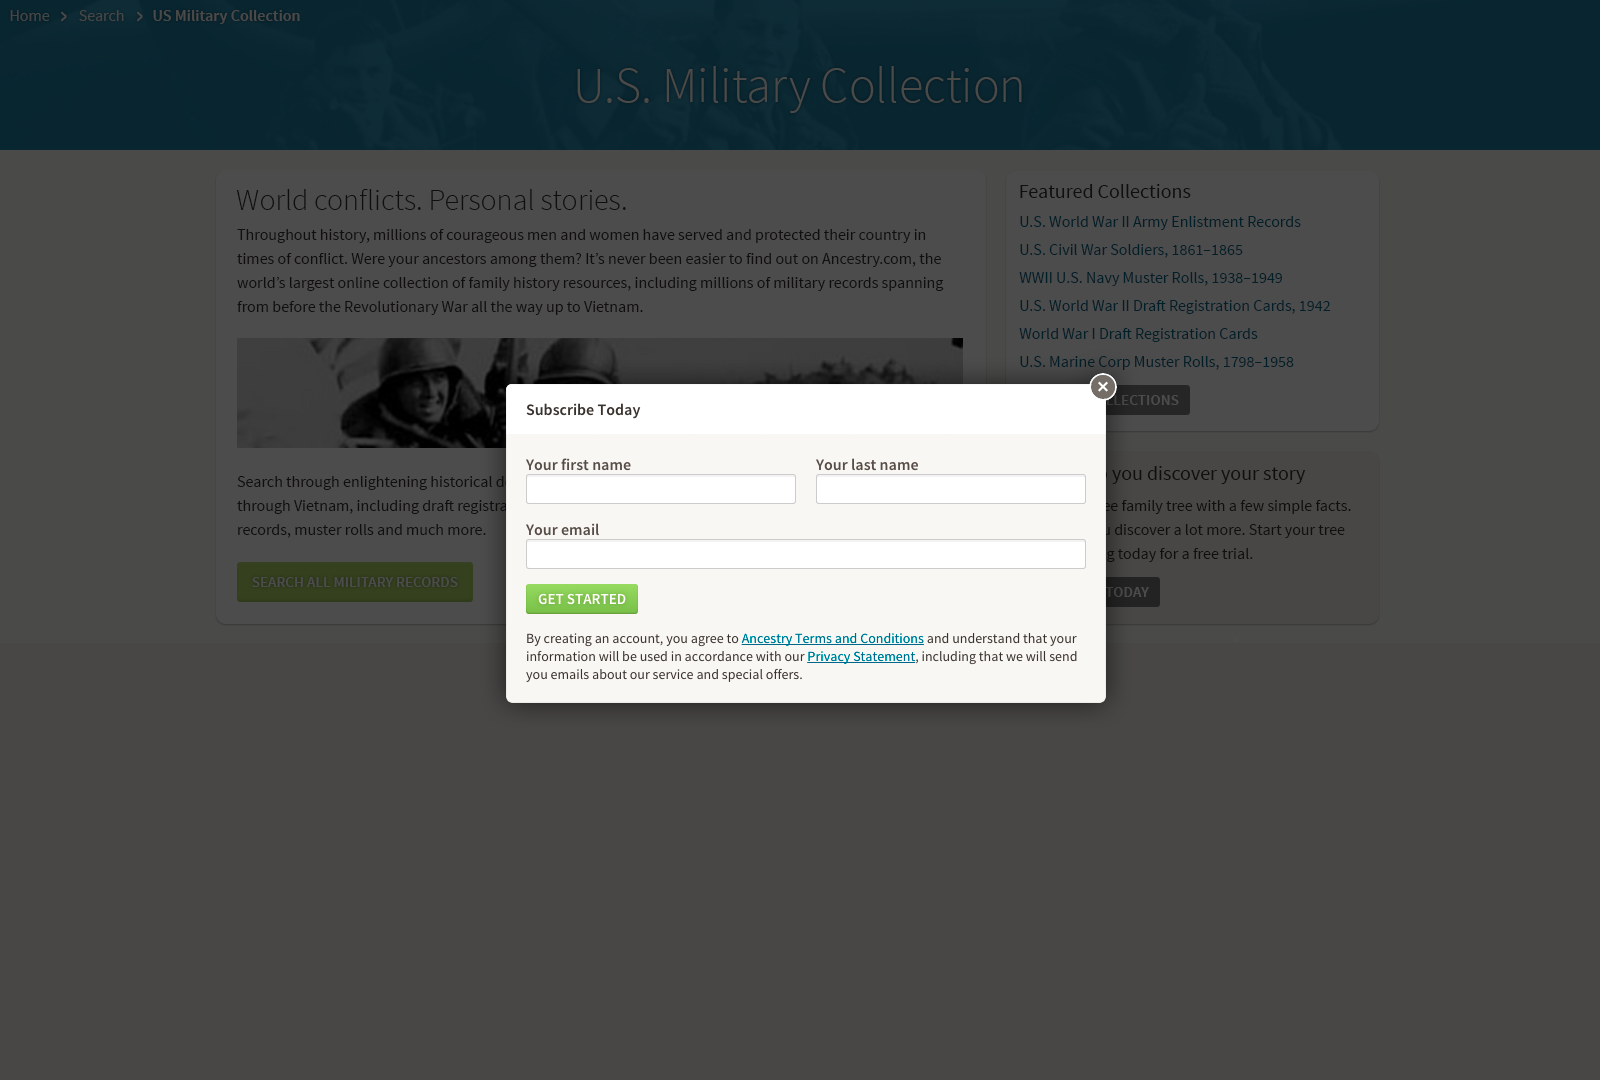 Home > Search > US Military Collection
U.S. Military Collection
World conflicts. Personal stories.
Throughout history, millions of courageous men and women have served and protected their country in
times of conflict. Were your ancestors among them? It's never been easier to find out on Ancestry.com, the
world's largest online collection of family history resources, including millions of military records spanning
from before the Revolutionary War all the way up to Vietnam.
Search through enlightening historical d
through Vietnam, including draft registra
records, muster rolls and much more.
SEARCH ALL MILITARY RECORDS
Featured Collections
U.S. World War II Army Enlistment Records
U.S. Civil War Soldiers, 1861–1865
WWII U.S. Navy Muster Rolls, 1938–1949
U.S. World War II Draft Registration Cards, 1942
World War I Draft Registration Cards
U.S. Marine Corp Muster Rolls, 1798–1958
LLECTIONS
you discover your story
ee family tree with a few simple facts.
discover a lot more. Start your tree
g today for a free trial.
TODAY
Subscribe Today
Your first name
Your last name
Your email
GET STARTED
By creating an account, you agree to Ancestry Terms and Conditions and understand that your
information will be used in accordance with our Privacy Statement, including that we will send
you emails about our service and special offers.